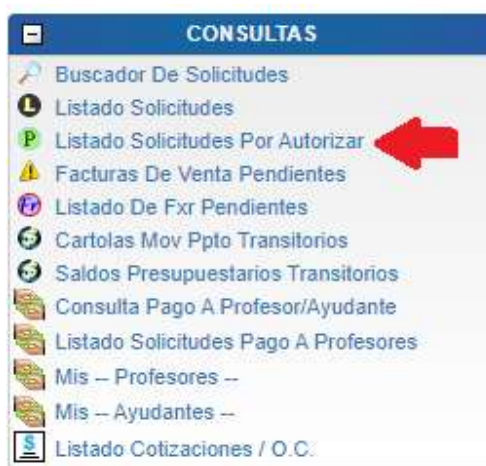 CONSULTAS
Buscador De Solicitudes
L Listado Solicitudes
P Listado Solicitudes Por Autorizar
Facturas De Venta Pendientes
Fr Listado De Fxr Pendientes
Cartolas Mov Ppto Transitorios
Saldos Presupuestarios Transitorios
Consulta Pago A Profesor/Ayudante
Listado Solicitudes Pago A Profesores
Mis -- Profesores --
Mis -- Ayudantes --
$ Listado Cotizaciones / O.C.